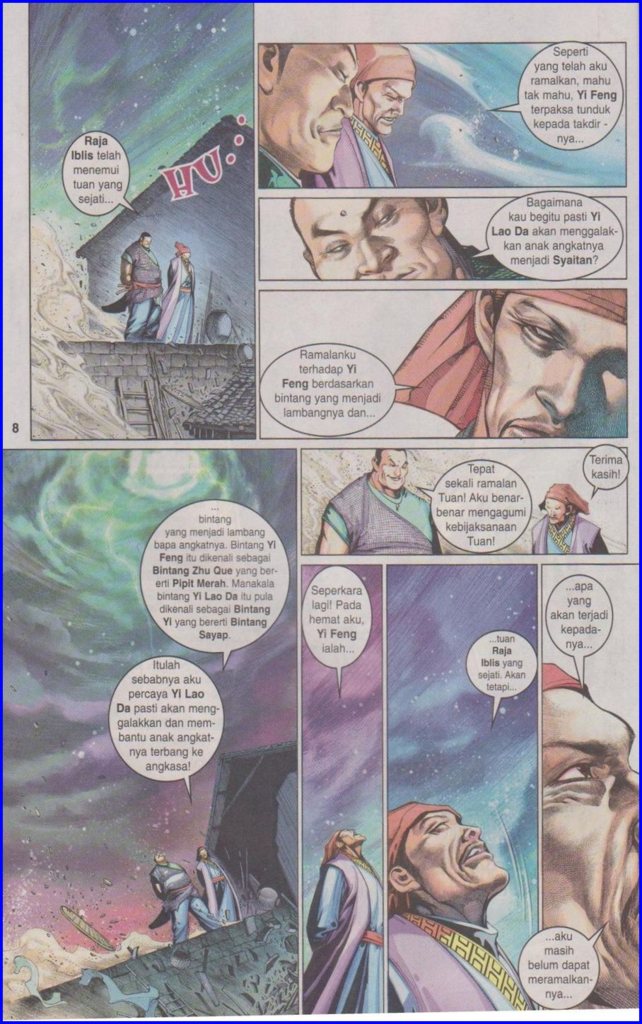 Raja
Iblis telah
menemui
tuan yang
sejati...
HU..
Seperti
yang telah aku
ramalkan, mahu
tak mahu, Yi Feng
terpaksa tunduk
kepada takdir -
nya...
Bagaimana
kau begitu pasti Yi
Lao Da akan menggalak-
kan anak angkatnya
menjadi Syaitan?
Ramalanku
terhadap Yi
Feng berdasarkan
bintang yang menjadi
lambangnya dan...
8
Tepat
sekali ramalan
Tuan! Aku benar-
benar mengagumi
kebijaksanaan
Tuan!
Terima
kasih!
...
bintang
yang menjadi lambang
bapa angkatnya. Bintang Yi
Feng itu dikenali sebagai
Bintang Zhu Que yang ber-
erti Pipit Merah. Manakala
bintang Yi Lao Da itu pula
dikenali sebagai Bintang
Yi yang bererti Bintang
Sayap.
Itulah
sebabnya aku
percaya Yi Lao
Da pasti akan meng-
galakkan dan mem-
bantu anak angkat-
nya terbang ke
angkasa!
Seperkara
lagi! Pada
hemat aku,
Yi Feng
ialah...
...tuan
Raja
Iblis yang
sejati. Akan
tetapi...
...apa
yang
akan terjadi
kepada-
nya...
...aku
masih
belum dapat
meramalkan-
nya...